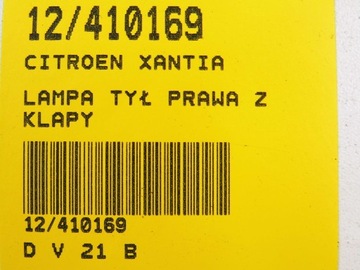 12/410169
CITROEN XANTIA
LAMPA TYŁ PRAWA Z
KLAPY
12/410169
D V 21 B